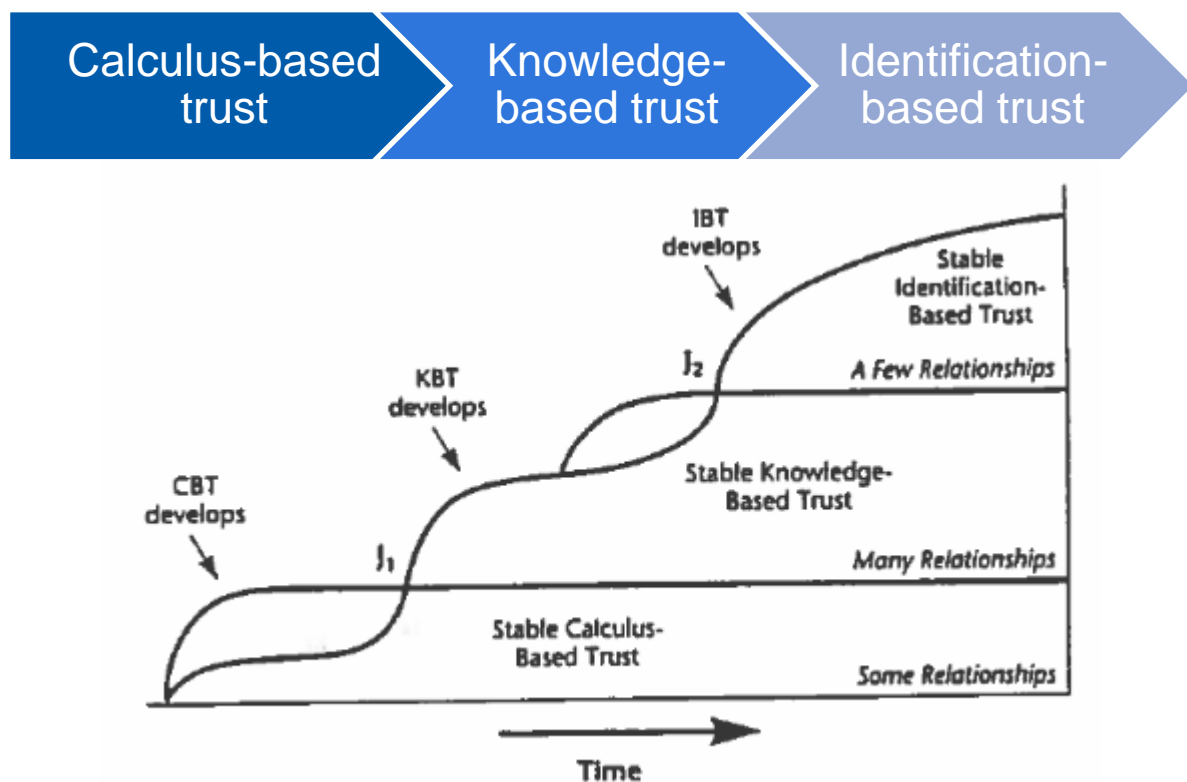 Calculus-based
trust
Knowledge-
based trust
Identification-
based trust
IBT
develops
Stable
Identification-
Based Trust
J2
A Few Relationships
KBT
develops
Stable Knowledge-
Based Trust
CBT
develops
J1
Many Relationships
Stable Calculus-
Based Trust
Some Relationships
Time